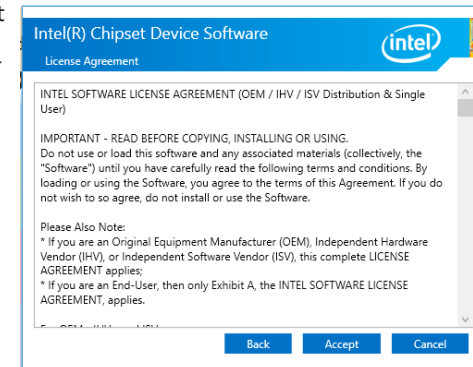 t
Intel(R) Chipset Device Software
intel
License Agreement
INTEL SOFTWARE LICENSE AGREEMENT (OEM / IHV / ISV Distribution & Single
User)
IMPORTANT - READ BEFORE COPYING, INSTALLING OR USING.
Do not use or load this software and any associated materials (collectively, the
"Software") until you have carefully read the following terms and conditions. By
loading or using the Software, you agree to the terms of this Agreement. If you do
not wish to so agree, do not install or use the Software.
Please Also Note:
* If you are an Original Equipment Manufacturer (OEM), Independent Hardware
Vendor (IHV), or Independent Software Vendor (ISV), this complete LICENSE
AGREEMENT applies;
* If you are an End-User, then only Exhibit A, the INTEL SOFTWARE LICENSE
AGREEMENT, applies.
Back Accept Cancel